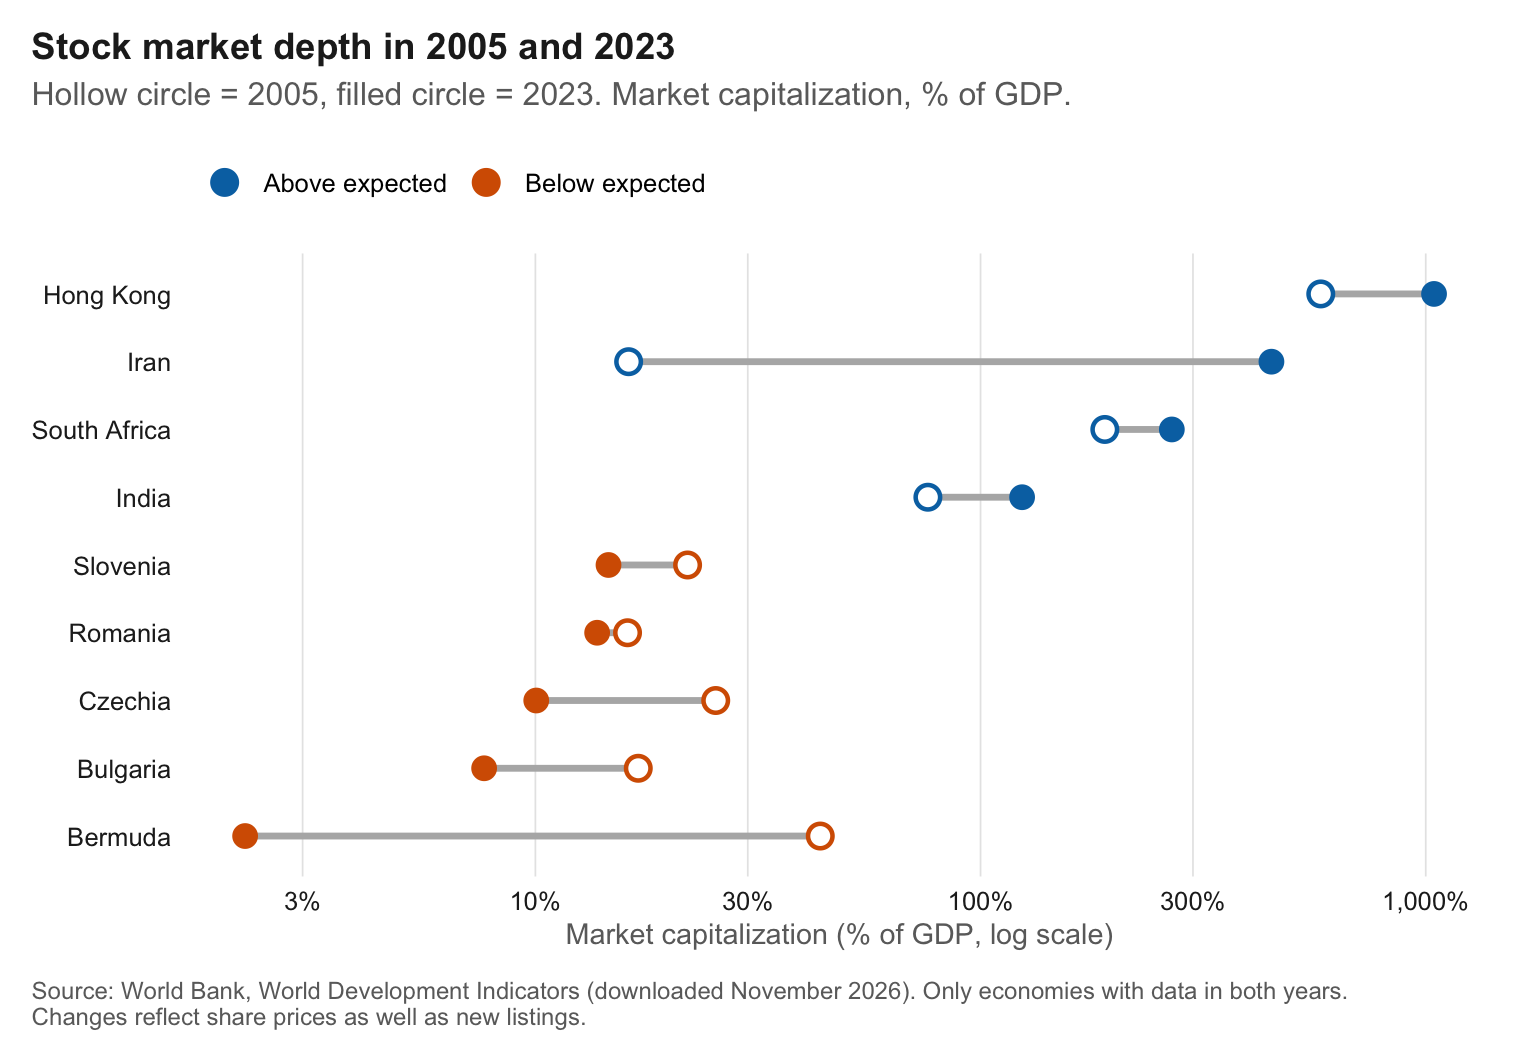 Stock market depth in 2005 and 2023
Hollow circle = 2005, filled circle = 2023. Market capitalization, % of GDP.
Above expected
Below expected
Hong Kong
Iran
South Africa
India
Slovenia
Romania
Czechia
Bulgaria
Bermuda
3%
10%
30%
100%
300%
1,000%
Market capitalization (% of GDP, log scale)
Source: World Bank, World Development Indicators (downloaded November 2026). Only economies with data in both years.
Changes reflect share prices as well as new listings.